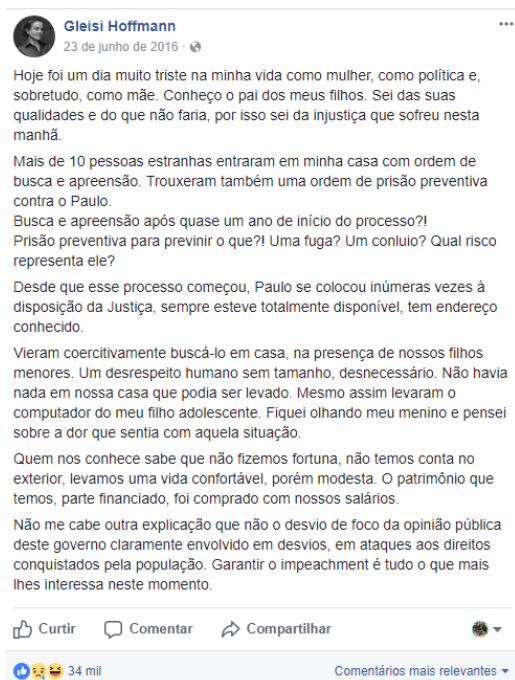 Gleisi Hoffmann
23 de junho de 2016 ·
Hoje foi um dia muito triste na minha vida como mulher, como política e,
sobretudo, como mãe. Conheço o pai dos meus filhos. Sei das suas
qualidades e do que não faria, por isso sei da injustiça que sofreu nesta
manhã.
Mais de 10 pessoas estranhas entraram em minha casa com ordem de
busca e apreensão. Trouxeram também uma ordem de prisão preventiva
contra o Paulo.
Busca e apreensão após quase um ano de início do processo?!
Prisão preventiva para previnir o que?! Uma fuga? Um conluio? Qual risco
representa ele?
Desde que esse processo começou, Paulo se colocou inúmeras vezes à
disposição da Justiça, sempre esteve totalmente disponível, tem endereço
conhecido.
Vieram coercitivamente buscá-lo em casa, na presença de nossos filhos
menores. Um desrespeito humano sem tamanho, desnecessário. Não havia
nada em nossa casa que podia ser levado. Mesmo assim levaram o
computador do meu filho adolescente. Fiquei olhando meu menino e pensei
sobre a dor que sentia com aquela situação.
Quem nos conhece sabe que não fizemos fortuna, não temos conta no
exterior, levamos uma vida confortável, porém modesta. O patrimônio que
temos, parte financiado, foi comprado com nossos salários.
Não me cabe outra explicação que não o desvio de foco da opinião pública
deste governo claramente envolvido em desvios, em ataques aos direitos
conquistados pela população. Garantir o impeachment é tudo o que mais
lhes interessa neste momento.
Curtir Comentar Compartilhar
34 mil Comentários mais relevantes